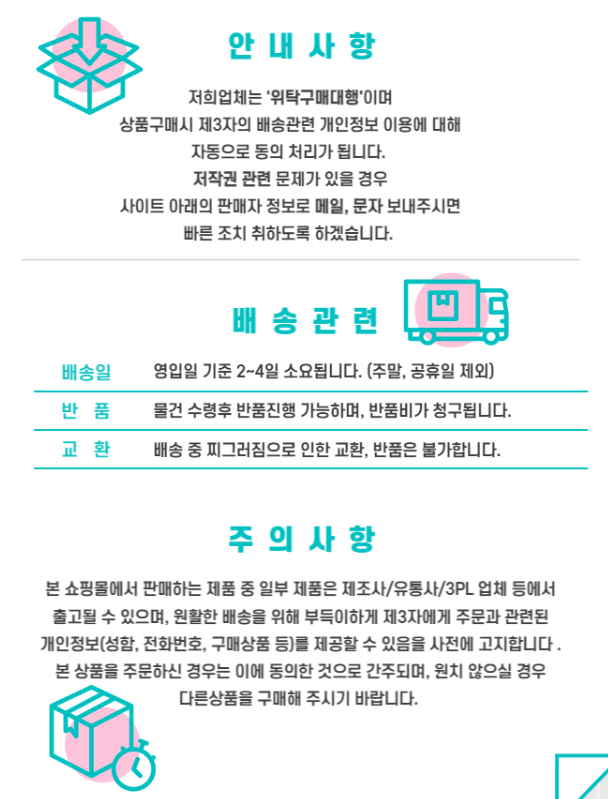 안내사항
저희업체는 '위탁구매대행'이며
상품구매시 제3자의 배송관련 개인정보 이용에 대해
자동으로 동의 처리가 됩니다.
저작권 관련 문제가 있을 경우
사이트 아래의 판매자 정보로 메일, 문자 보내주시면
빠른 조치 취하도록 하겠습니다.
배송관련
배송일 영입일 기준 2~4일 소요됩니다. (주말, 공휴일 제외)
반 품 물건 수령후 반품진행 가능하며, 반품비가 청구됩니다.
교 환 배송 중 찌그러짐으로 인한 교환, 반품은 불가합니다.
주의사항
본 쇼핑몰에서 판매하는 제품 중 일부 제품은 제조사/유통사/3PL 업체 등에서
출고될 수 있으며, 원활한 배송을 위해 부득이하게 제3자에게 주문과 관련된
개인정보(성함, 전화번호, 구매상품 등)를 제공할 수 있음을 사전에 고지합니다 .
본 상품을 주문하신 경우는 이에 동의한 것으로 간주되며, 원치 않으실 경우
다른상품을 구매해 주시기 바랍니다.